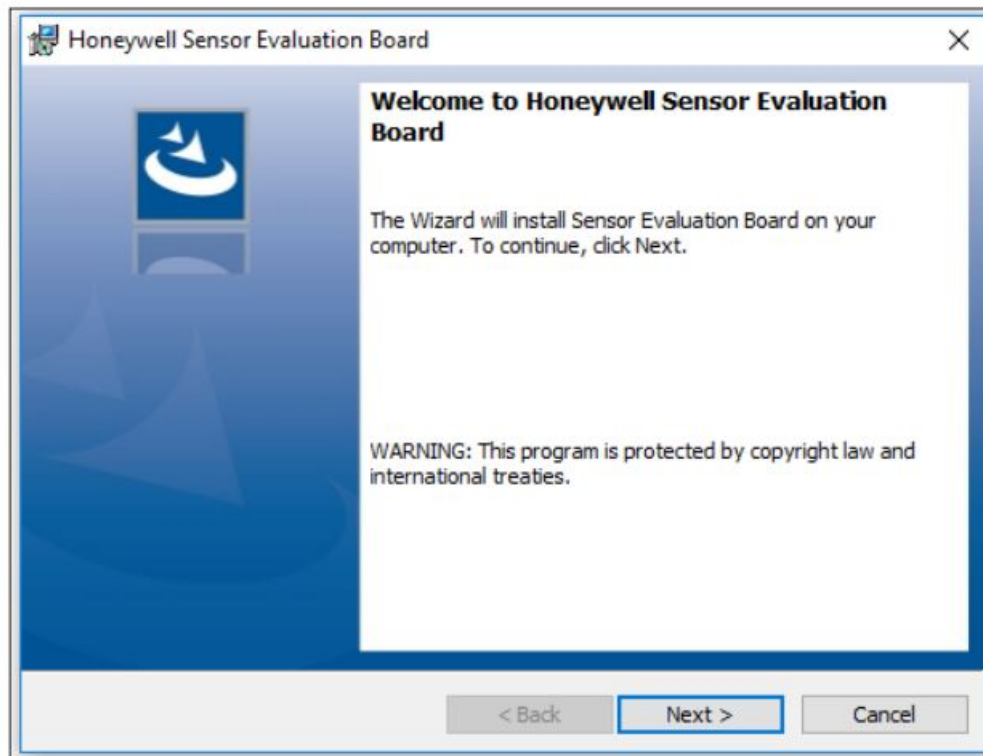 Honeywell Sensor Evaluation Board
Welcome to Honeywell Sensor Evaluation
Board
The Wizard will install Sensor Evaluation Board on your
computer. To continue, click Next.
WARNING: This program is protected by copyright law and
international treaties.
< Back
Next >
Cancel